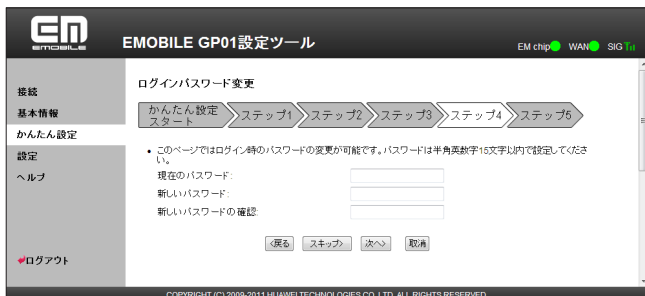 EM
EMOBILE
EMOBILE GP01設定ツール
EM chip WAN SIG
接続
基本情報
かんたん設定
設定
ヘルプ
ログアウト
ログインパスワード変更
かんたん設定
スタート
ステップ1
ステップ2
ステップ3
ステップ4
ステップ5
• このページではログイン時のパスワードの変更が可能です。パスワードは半角英数字15文字以内で設定してくださ
い。
現在のパスワード:
新しいパスワード:
新しいパスワードの確認:
<戻る スキップ> 次へ> 取消
COPYRIGHT (C) 2009-2011 HUAWEI TECHNOLOGIES CO.,LTD. ALL RIGHTS RESERVED.